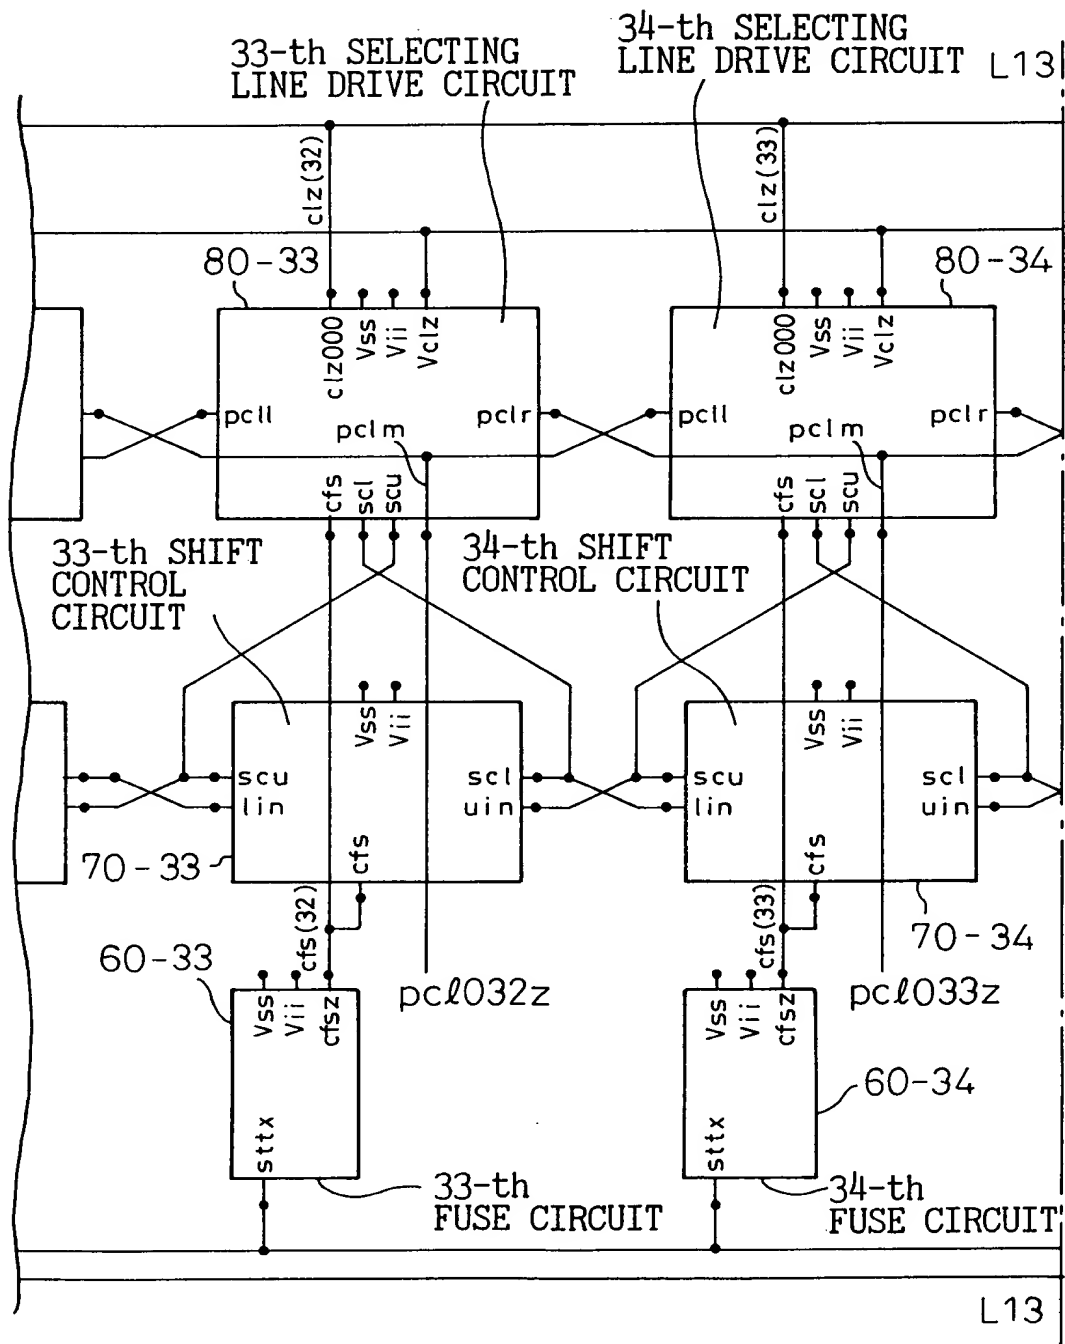 33-th SELECTING
LINE DRIVE CIRCUIT
34-th SELECTING
LINE DRIVE CIRCUIT
L13
clz(32)
clz(33)
80-33
80-34
clz000
Vss
Vii
Vclz
clz000
Vss
Vii
Vclz
pcll
pclm
pclr
pcll
pclm
pclr
cfs
scl
scu
cfs
scl
scu
33-th SHIFT
CONTROL
CIRCUIT
34-th SHIFT
CONTROL CIRCUIT
Vss
Vii
Vss
Vii
scu
lin
scl
uin
scu
lin
scl
uin
cfs
cfs
70-33
70-34
cfs(32)
cfs(33)
60-33
pcl032z
pcl033z
Vss
Vii
cfsz
Vss
Vii
cfsz
60-34
sttx
sttx
33-th
FUSE CIRCUIT
34-th
FUSE CIRCUIT
L13